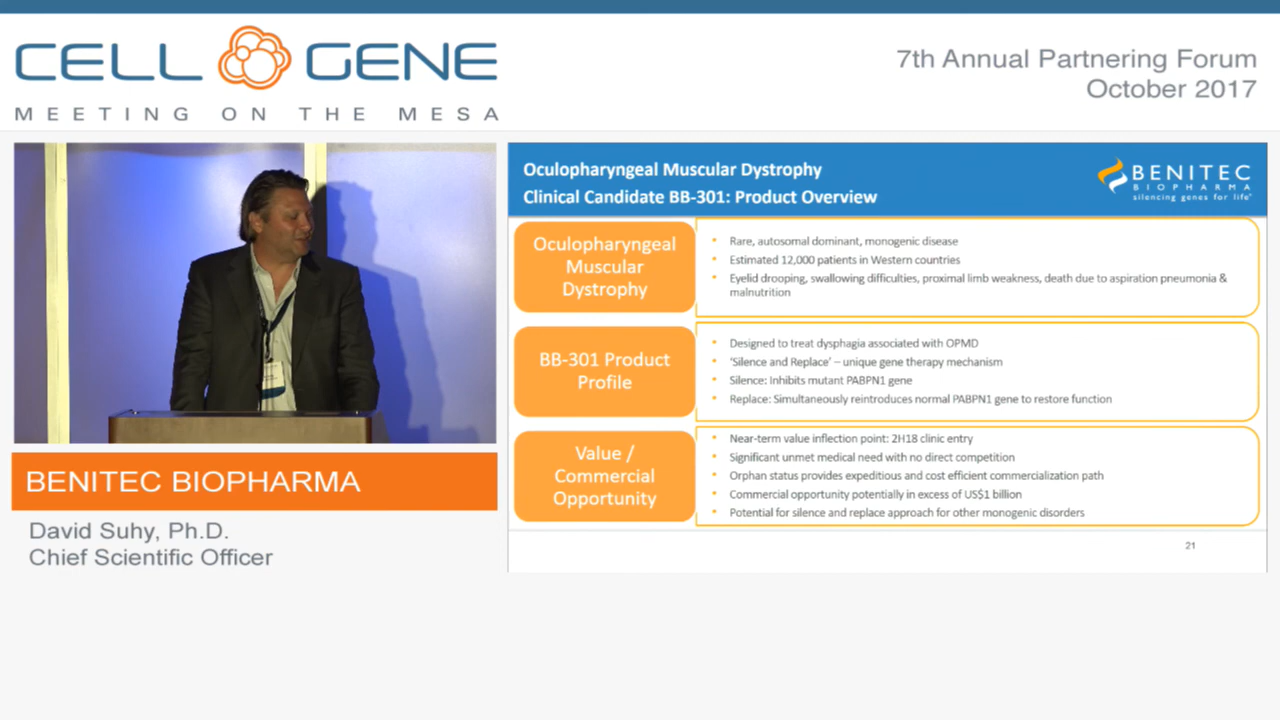 CELL GENE
MEETING ON THE MESA
7th Annual Partnering Forum
October 2017
Oculopharyngeal Muscular Dystrophy
Clinical Candidate BB-301: Product Overview
BENITEC
BIOPHARMA
silencing genes for life
Oculopharyngeal
Muscular
Dystrophy
• Rare, autosomal dominant, monogenic disease
• Estimated 12,000 patients in Western countries
• Eyelid drooping, swallowing difficulties, proximal limb weakness, death due to aspiration pneumonia &
malnutrition
BB-301 Product
Profile
• Designed to treat dysphagia associated with OPMD
• 'Silence and Replace' – unique gene therapy mechanism
• Silence: Inhibits mutant PABPN1 gene
• Replace: Simultaneously reintroduces normal PABPN1 gene to restore function
Value /
Commercial
Opportunity
• Near-term value inflection point: 2H18 clinic entry
• Significant unmet medical need with no direct competition
• Orphan status provides expeditious and cost efficient commercialization path
• Commercial opportunity potentially in excess of US$1 billion
• Potential for silence and replace approach for other monogenic disorders
21
BENITEC BIOPHARMA
David Suhy, Ph.D.
Chief Scientific Officer